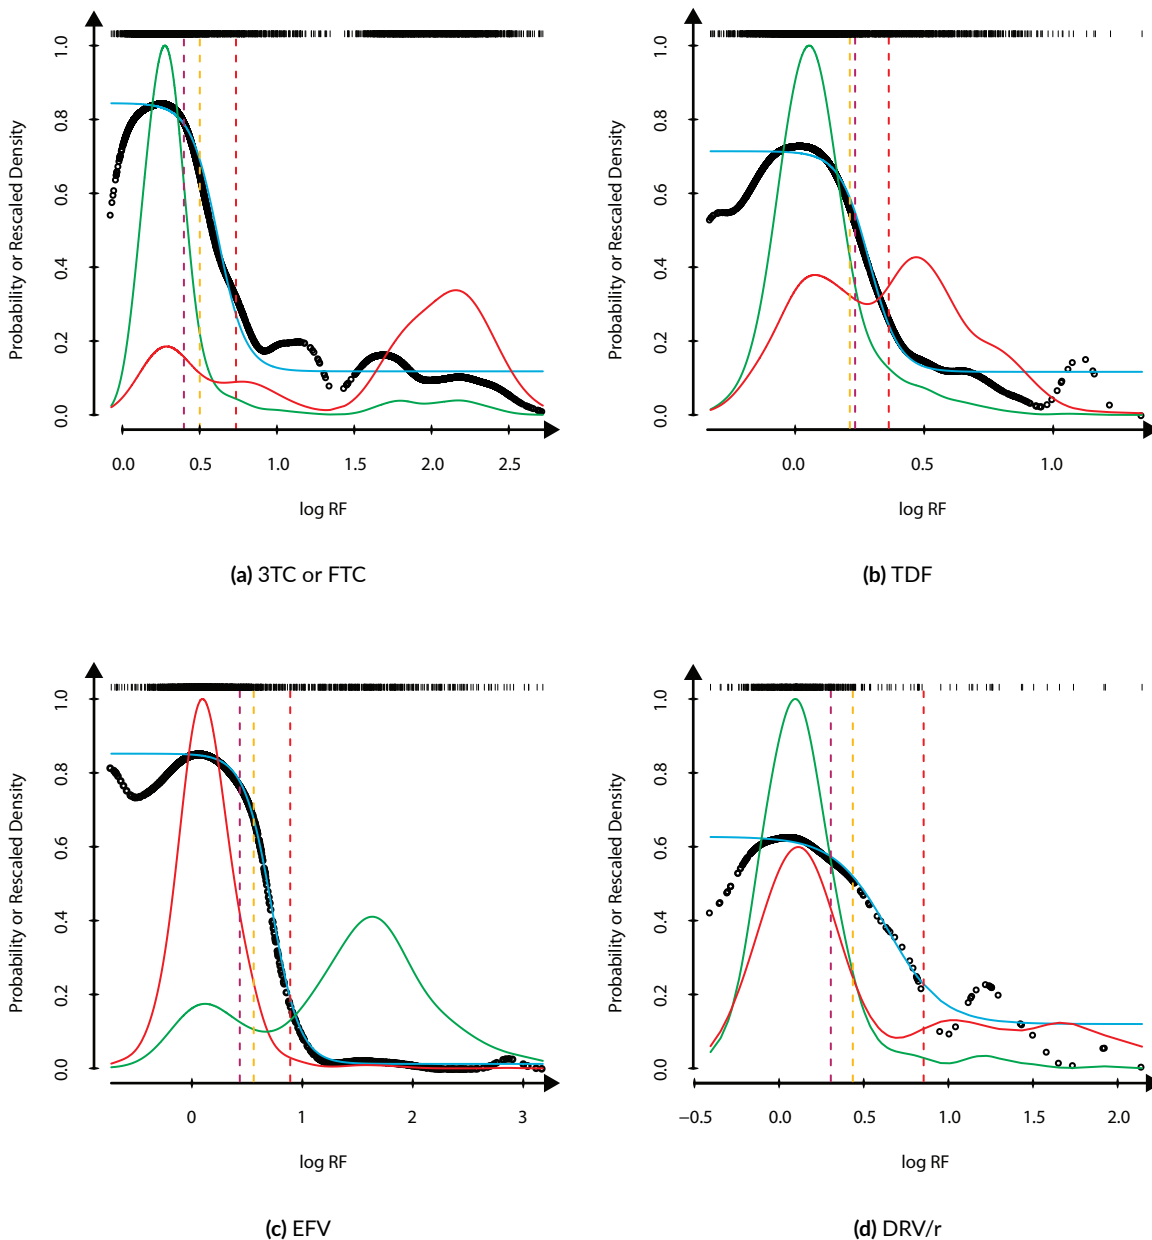 Probability or Rescaled Density
1.0
0.8
0.6
0.4
0.2
0.0
0.0 0.5 1.0 1.5 2.0 2.5
log RF
(a) 3TC or FTC
Probability or Rescaled Density
1.0
0.8
0.6
0.4
0.2
0.0
0.0 0.5 1.0
log RF
(b) TDF
Probability or Rescaled Density
1.0
0.8
0.6
0.4
0.2
0.0
0 1 2 3
log RF
(c) EFV
Probability or Rescaled Density
1.0
0.8
0.6
0.4
0.2
0.0
−0.5 0.0 0.5 1.0 1.5 2.0
log RF
(d) DRV/r